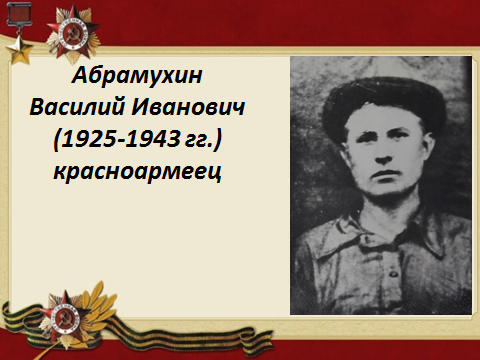 Абрамухин
Василий Иванович
(1925-1943 гг.)
красноармеец